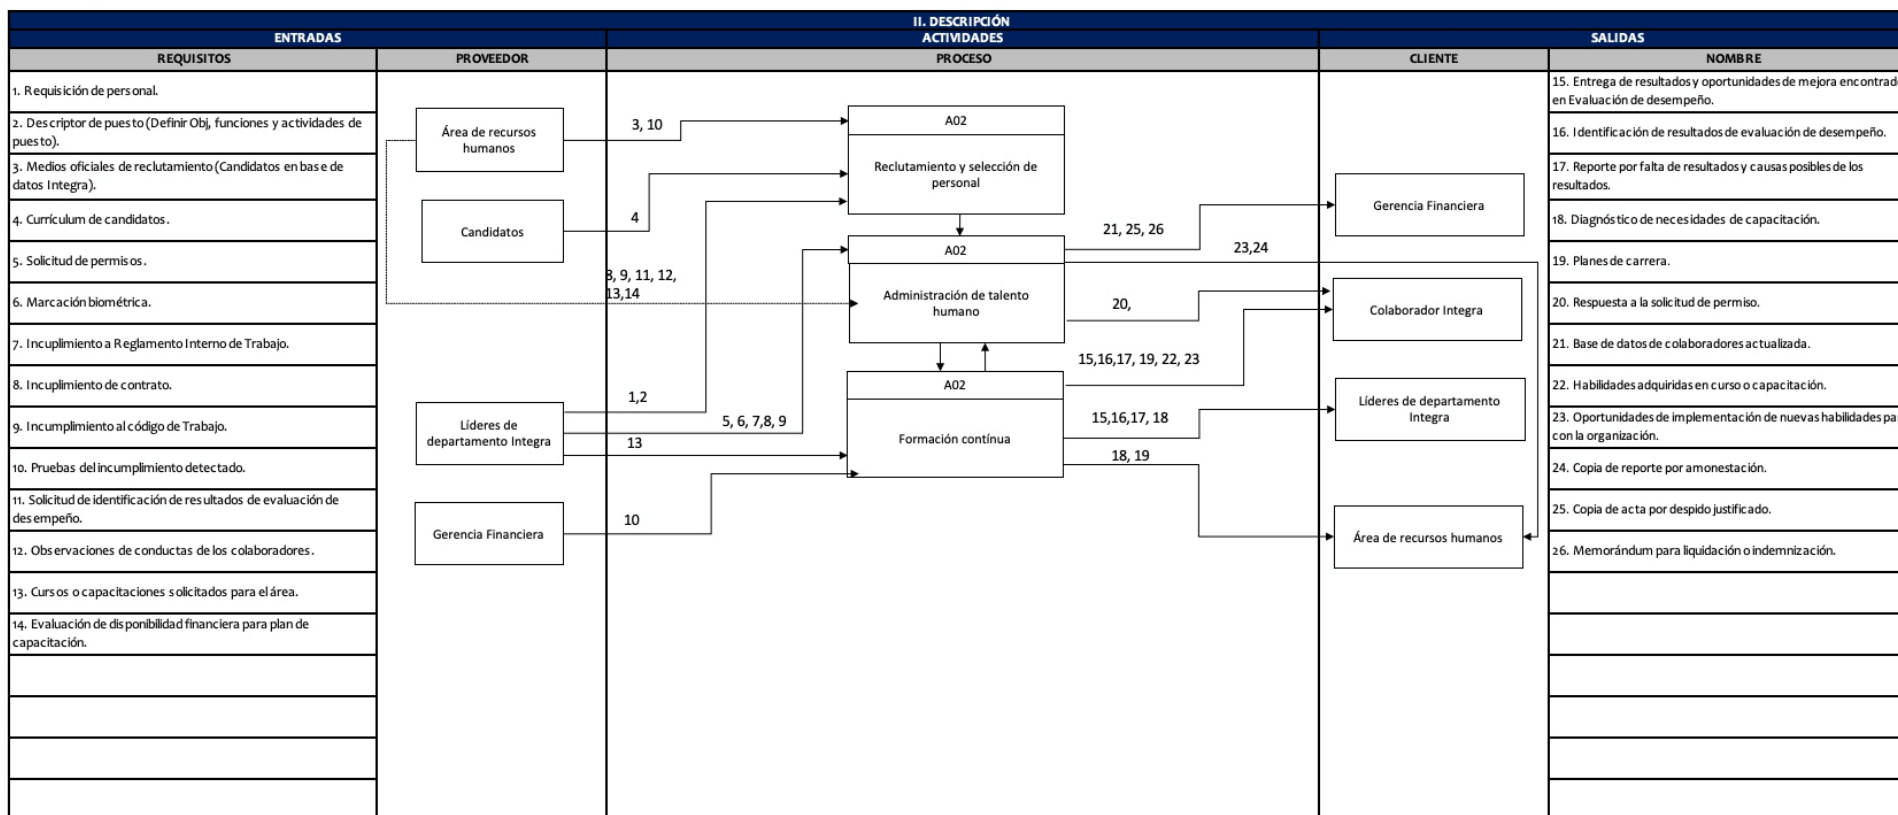 II. DESCRIPCIÓN
ENTRADAS
ACTIVIDADES
SALIDAS
REQUISITOS
PROVEEDOR
PROCESO
CLIENTE
NOMBRE
1. Requisición de personal.
2. Descriptor de puesto (Definir Obj, funciones y actividades de
puesto).
3. Medios oficiales de reclutamiento (Candidatos en base de
datos Integra).
4. Currículum de candidatos.
5. Solicitud de permisos.
6. Marcación biométrica.
7. Incuplimiento a Reglamento Interno de Trabajo.
8. Incuplimiento de contrato.
9. Incumplimiento al código de Trabajo.
10. Pruebas del incumplimiento detectado.
11. Solicitud de identificación de resultados de evaluación de
desempeño.
12. Observaciones de conductas de los colaboradores.
13. Cursos o capacitaciones solicitados para el área.
14. Evaluación de disponibilidad financiera para plan de
capacitación.
Área de recursos
humanos
Candidatos
Líderes de
departamento Integra
Gerencia Financiera
3, 10
4
8, 9, 11, 12,
13,14
1,2
5, 6, 7,8, 9
13
10
A02
Reclutamiento y selección de
personal
A02
Administración de talento
humano
A02
Formación contínua
21, 25, 26
23,24
20,
15,16,17, 19, 22, 23
15,16,17, 18
18, 19
Gerencia Financiera
Colaborador Integra
Líderes de departamento
Integra
Área de recursos humanos
15. Entrega de resultados y oportunidades de mejora
en Evaluación de desempeño.
16. Identificación de resultados de evaluación de desempeño.
17. Reporte por falta de resultados y causas posibles de los
resultados.
18. Diagnóstico de necesidades de capacitación.
19. Planes de carrera.
20. Respuesta a la solicitud de permiso.
21. Base de datos de colaboradores actualizada.
22. Habilidades adquiridas en curso o capacitación.
23. Oportunidades de implementación de nuevas habilidades
con la organización.
24. Copia de reporte por amonestación.
25. Copia de acta por despido justificado.
26. Memorándum para liquidación o indemnización.